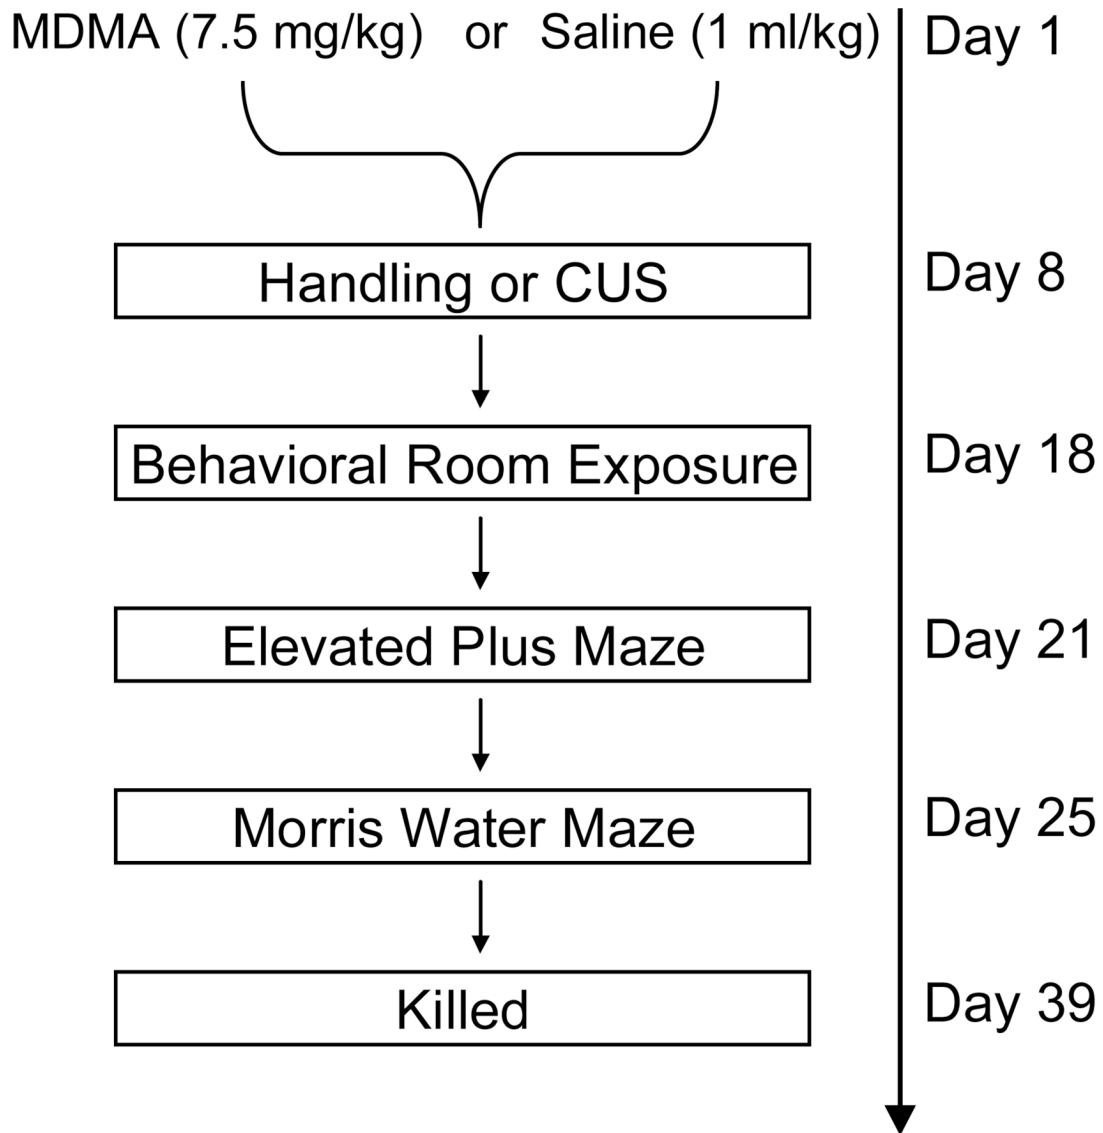 MDMA (7.5 mg/kg) or Saline (1 ml/kg) Day 1
Handling or CUS Day 8
Behavioral Room Exposure Day 18
Elevated Plus Maze Day 21
Morris Water Maze Day 25
Killed Day 39